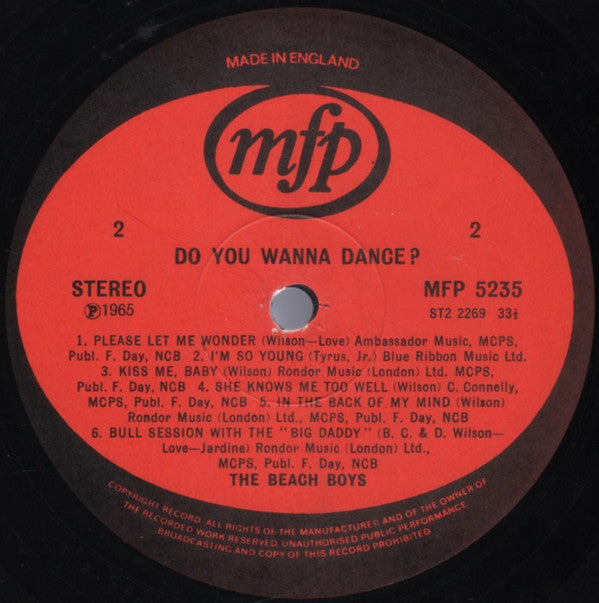 MADE IN ENGLAND
mfp
2 2
DO YOU WANNA DANCE?
STEREO MFP 5235
Ⓟ1965 ST2 2269 33⅓
1. PLEASE LET ME WONDER (Wilson—Love) Ambassador Music, MCPS,
Publ. F. Day, NCB 2. I'M SO YOUNG (Tyrus, Jr.) Blue Ribbon Music Ltd.
3. KISS ME, BABY (Wilson) Rondor Music (London) Ltd. MCPS,
Publ. F. Day, NCB 4. SHE KNOWS ME TOO WELL (Wilson) C. Connelly,
MCPS, Publ. F. Day, NCB 5. IN THE BACK OF MY MIND (Wilson)
Rondor Music (London) Ltd., MCPS, Publ. F. Day, NCB
6. BULL SESSION WITH THE "BIG DADDY" (B. C. & D. Wilson—
Love—Jardine) Rondor Music (London) Ltd.,
MCPS, Publ. F. Day, NCB
THE BEACH BOYS
COPYRIGHT RECORD. ALL RIGHTS OF THE MANUFACTURER AND OF THE OWNER OF
THE RECORDED WORK RESERVED. UNAUTHORISED PUBLIC PERFORMANCE
BROADCASTING AND COPY OF THIS RECORD PROHIBITED